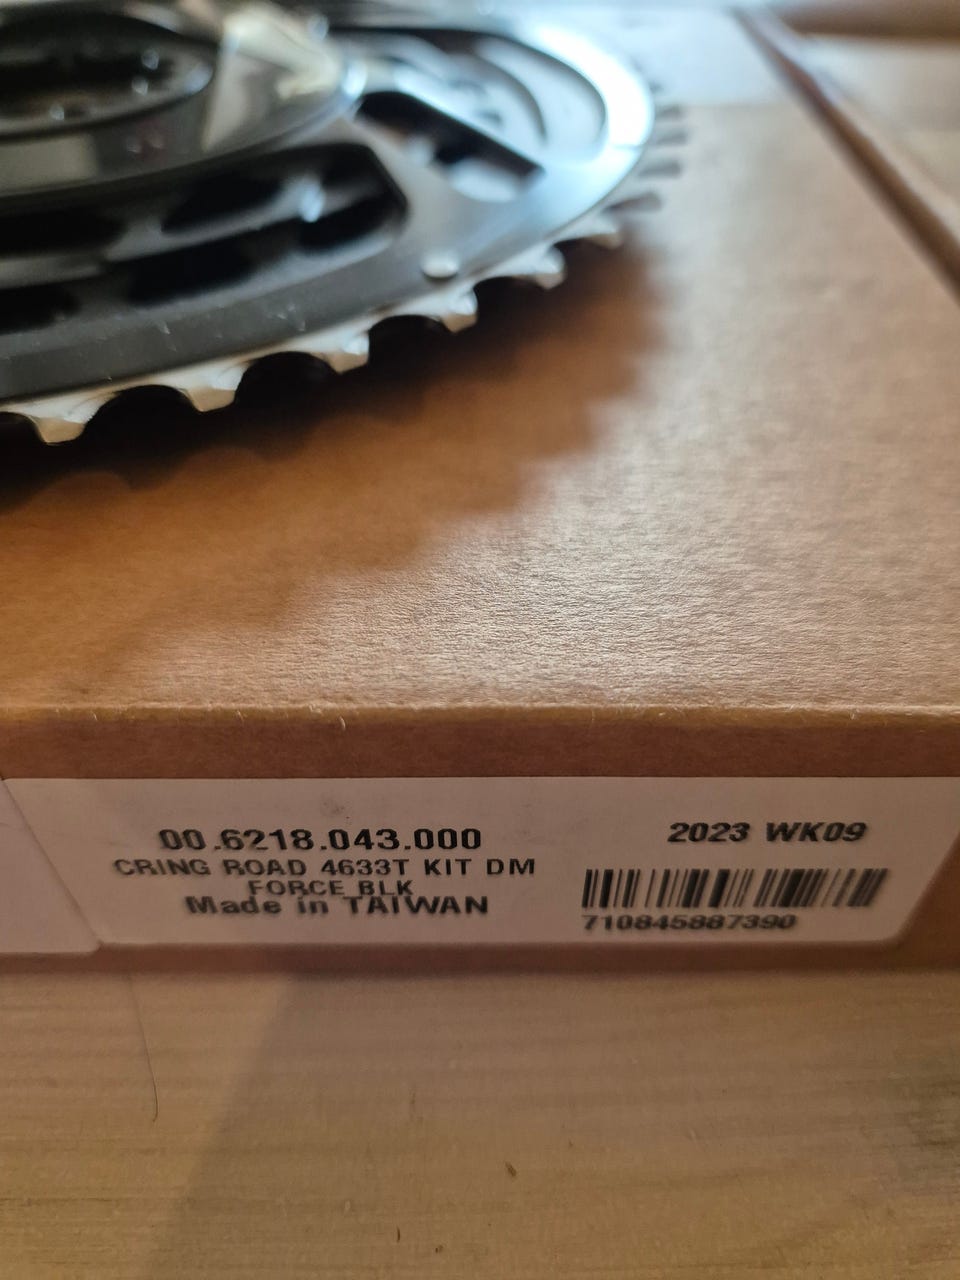 00.6218.043.000
CRING ROAD 4633T KIT DM
FORCE BLK
Made in TAIWAN
2023 WK09
710845887390